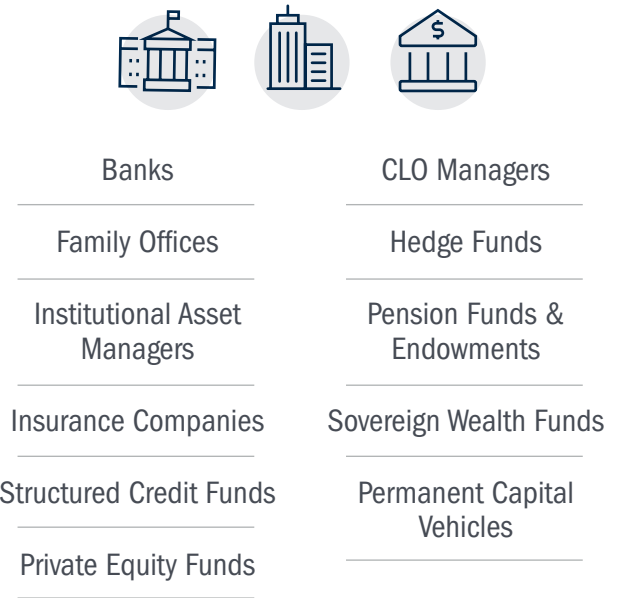 $
Banks
Family Offices
Institutional Asset
Managers
Insurance Companies
Structured Credit Funds
Private Equity Funds
CLO Managers
Hedge Funds
Pension Funds &
Endowments
Sovereign Wealth Funds
Permanent Capital
Vehicles